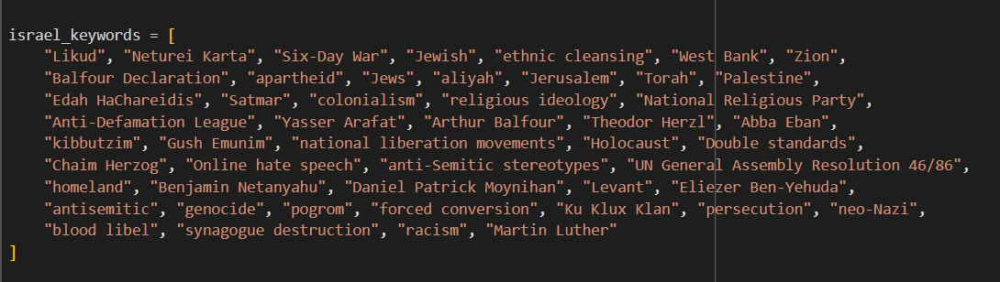 israel_keywords = [
"Likud", "Neturei Karta", "Six-Day War", "Jewish", "ethnic cleansing", "West Bank", "Zion",
"Balfour Declaration", "apartheid", "Jews", "aliyah", "Jerusalem", "Torah", "Palestine",
"Edah HaChareidis", "Satmar", "colonialism", "religious ideology", "National Religious Party",
"Anti-Defamation League", "Yasser Arafat", "Arthur Balfour", "Theodor Herzl", "Abba Eban",
"kibbutzim", "Gush Emunim", "national liberation movements", "Holocaust", "Double standards",
"Chaim Herzog", "Online hate speech", "anti-Semitic stereotypes", "UN General Assembly Resolution 46/86",
"homeland", "Benjamin Netanyahu", "Daniel Patrick Moynihan", "Levant", "Eliezer Ben-Yehuda",
"antisemitic", "genocide", "pogrom", "forced conversion", "Ku Klux Klan", "persecution", "neo-Nazi",
"blood libel", "synagogue destruction", "racism", "Martin Luther"
]